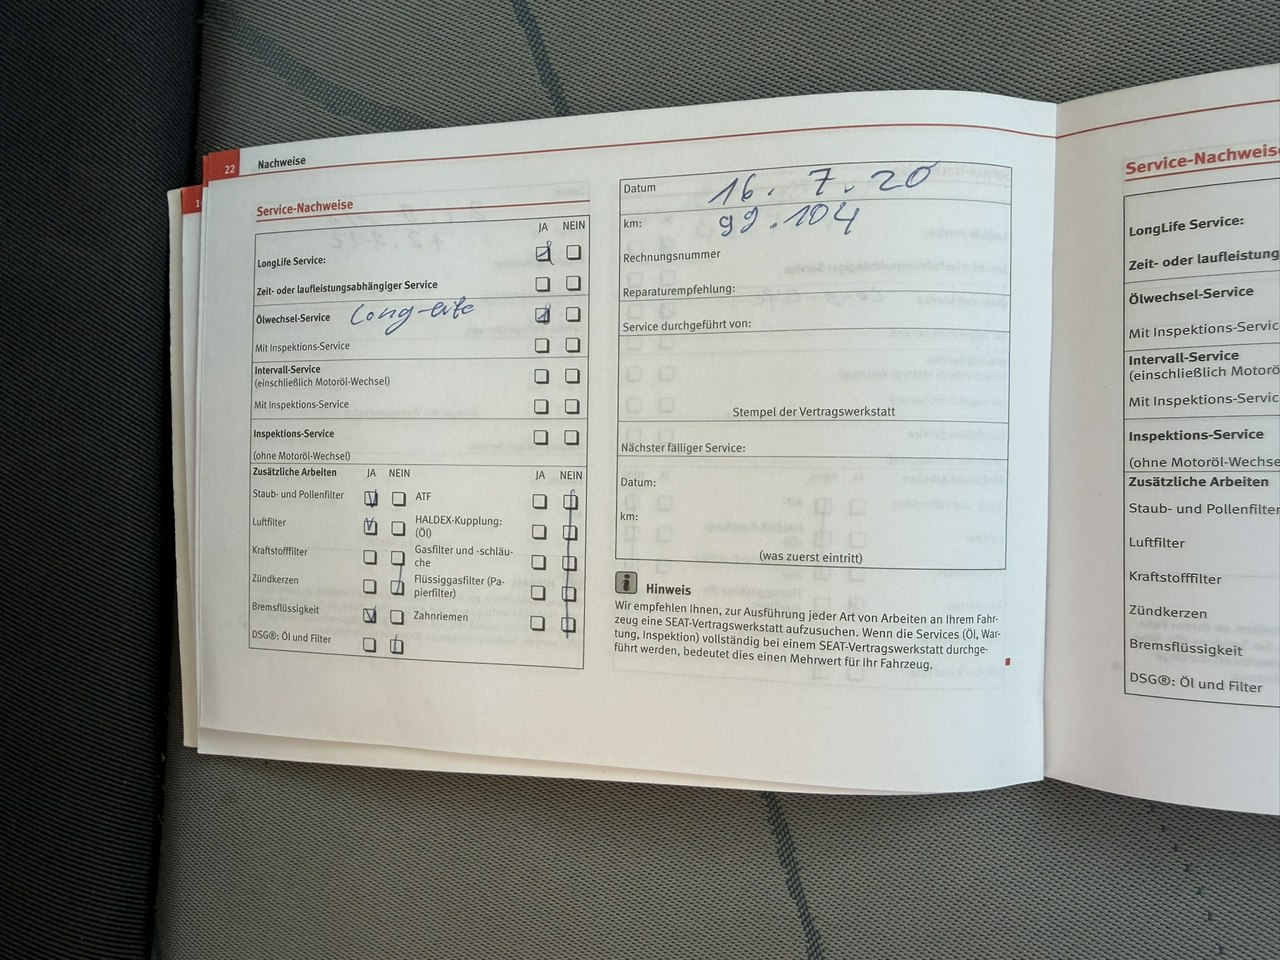 22 Nachweise
Service-Nachweise
JA NEIN
LongLife Service:
Zeit- oder laufleistungsabhängiger Service
Ölwechsel-Service Long-life
Mit Inspektions-Service
Intervall-Service
(einschließlich Motoröl-Wechsel)
Mit Inspektions-Service
Inspektions-Service
(ohne Motoröl-Wechsel)
Zusätzliche Arbeiten JA NEIN JA NEIN
Staub- und Pollenfilter ATF
Luftfilter HALDEX-Kupplung:
(Öl)
Kraftstofffilter Gasfilter und -schläu-
che
Zündkerzen Flüssiggasfilter (Pa-
pierfilter)
Bremsflüssigkeit Zahnriemen
DSG®: Öl und Filter
Datum 16. 7. 20
km: 99.104
Rechnungsnummer
Reparaturempfehlung:
Service durchgeführt von:
Stempel der Vertragswerkstatt
Nächster fälliger Service:
Datum:
km:
(was zuerst eintritt)
i Hinweis
Wir empfehlen Ihnen, zur Ausführung jeder Art von Arbeiten an Ihrem Fahr-
zeug eine SEAT-Vertragswerkstatt aufzusuchen. Wenn die Services (Öl, War-
tung, Inspektion) vollständig bei einem SEAT-Vertragswerkstatt durchge-
führt werden, bedeutet dies einen Mehrwert für Ihr Fahrzeug.
Service-Nachweise
LongLife Service:
Zeit- oder laufleistung
Ölwechsel-Service
Mit Inspektions-Servic
Intervall-Service
(einschließlich Motorö
Mit Inspektions-Servic
Inspektions-Service
(ohne Motoröl-Wechse
Zusätzliche Arbeiten
Staub- und Pollenfilter
Luftfilter
Kraftstofffilter
Zündkerzen
Bremsflüssigkeit
DSG®: Öl und Filter